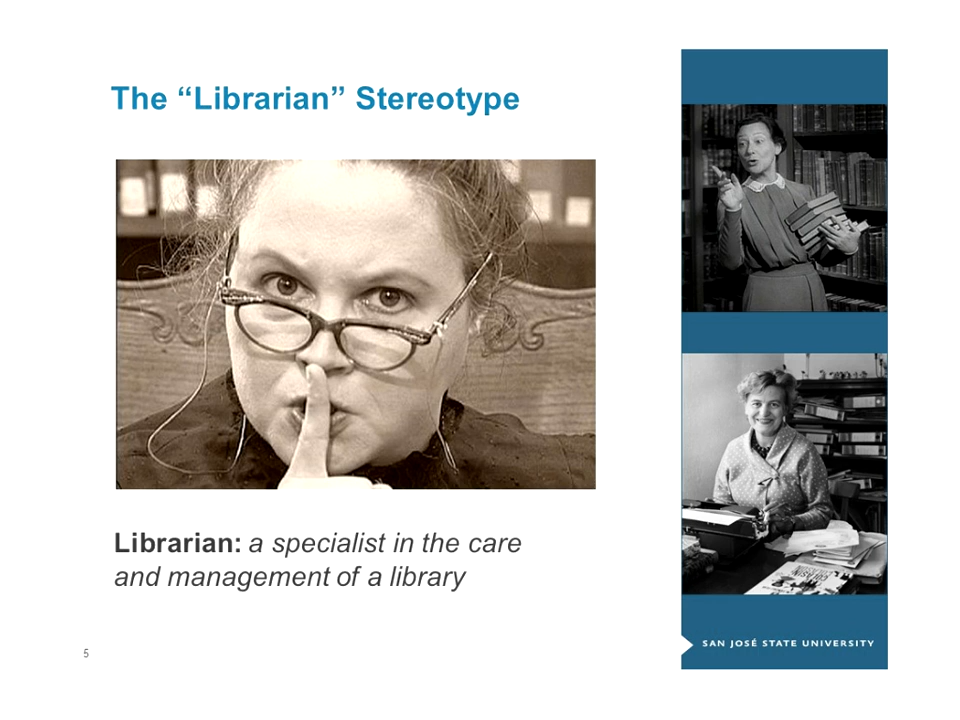 The “Librarian” Stereotype
Librarian: a specialist in the care
and management of a library
5
SAN JOSÉ STATE UNIVERSITY